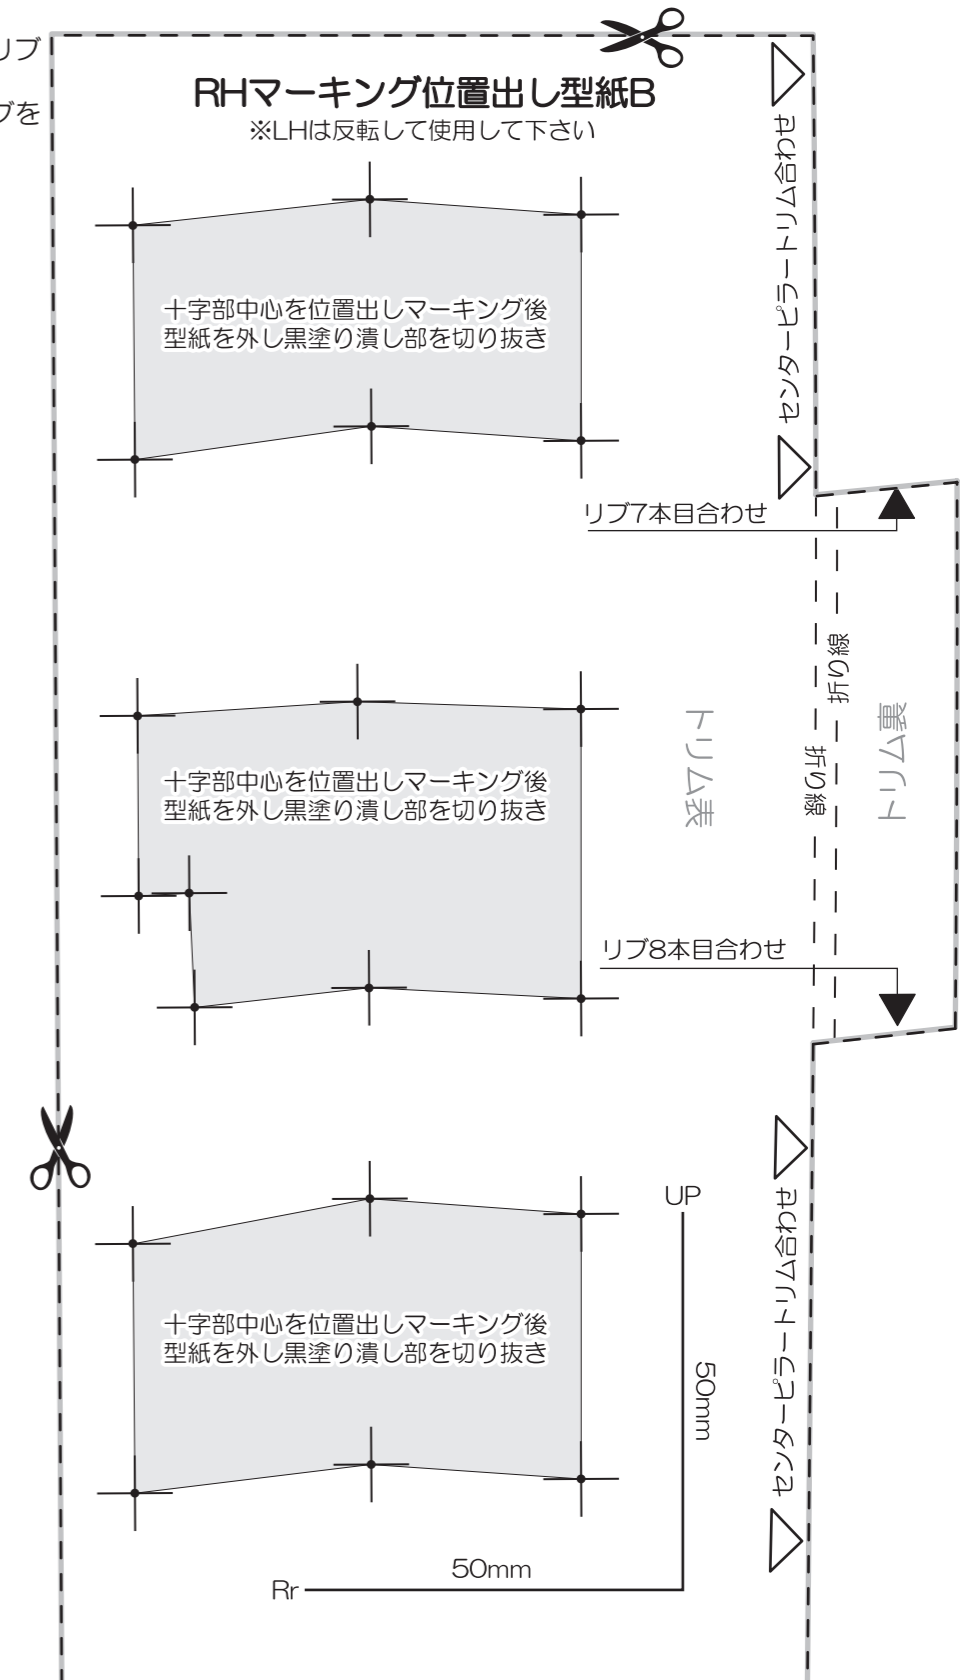 リブ
ブを
RHマーキング位置出し型紙B
※LHは反転して使用して下さい
センターピラートリム合わせ
十字部中心を位置出しマーキング後
型紙を外し黒塗り潰し部を切り抜き
リブ7本目合わせ
折り線
折り線
トリム表
トリム裏
十字部中心を位置出しマーキング後
型紙を外し黒塗り潰し部を切り抜き
リブ8本目合わせ
UP
センターピラートリム合わせ
十字部中心を位置出しマーキング後
型紙を外し黒塗り潰し部を切り抜き
50mm
50mm
Rr